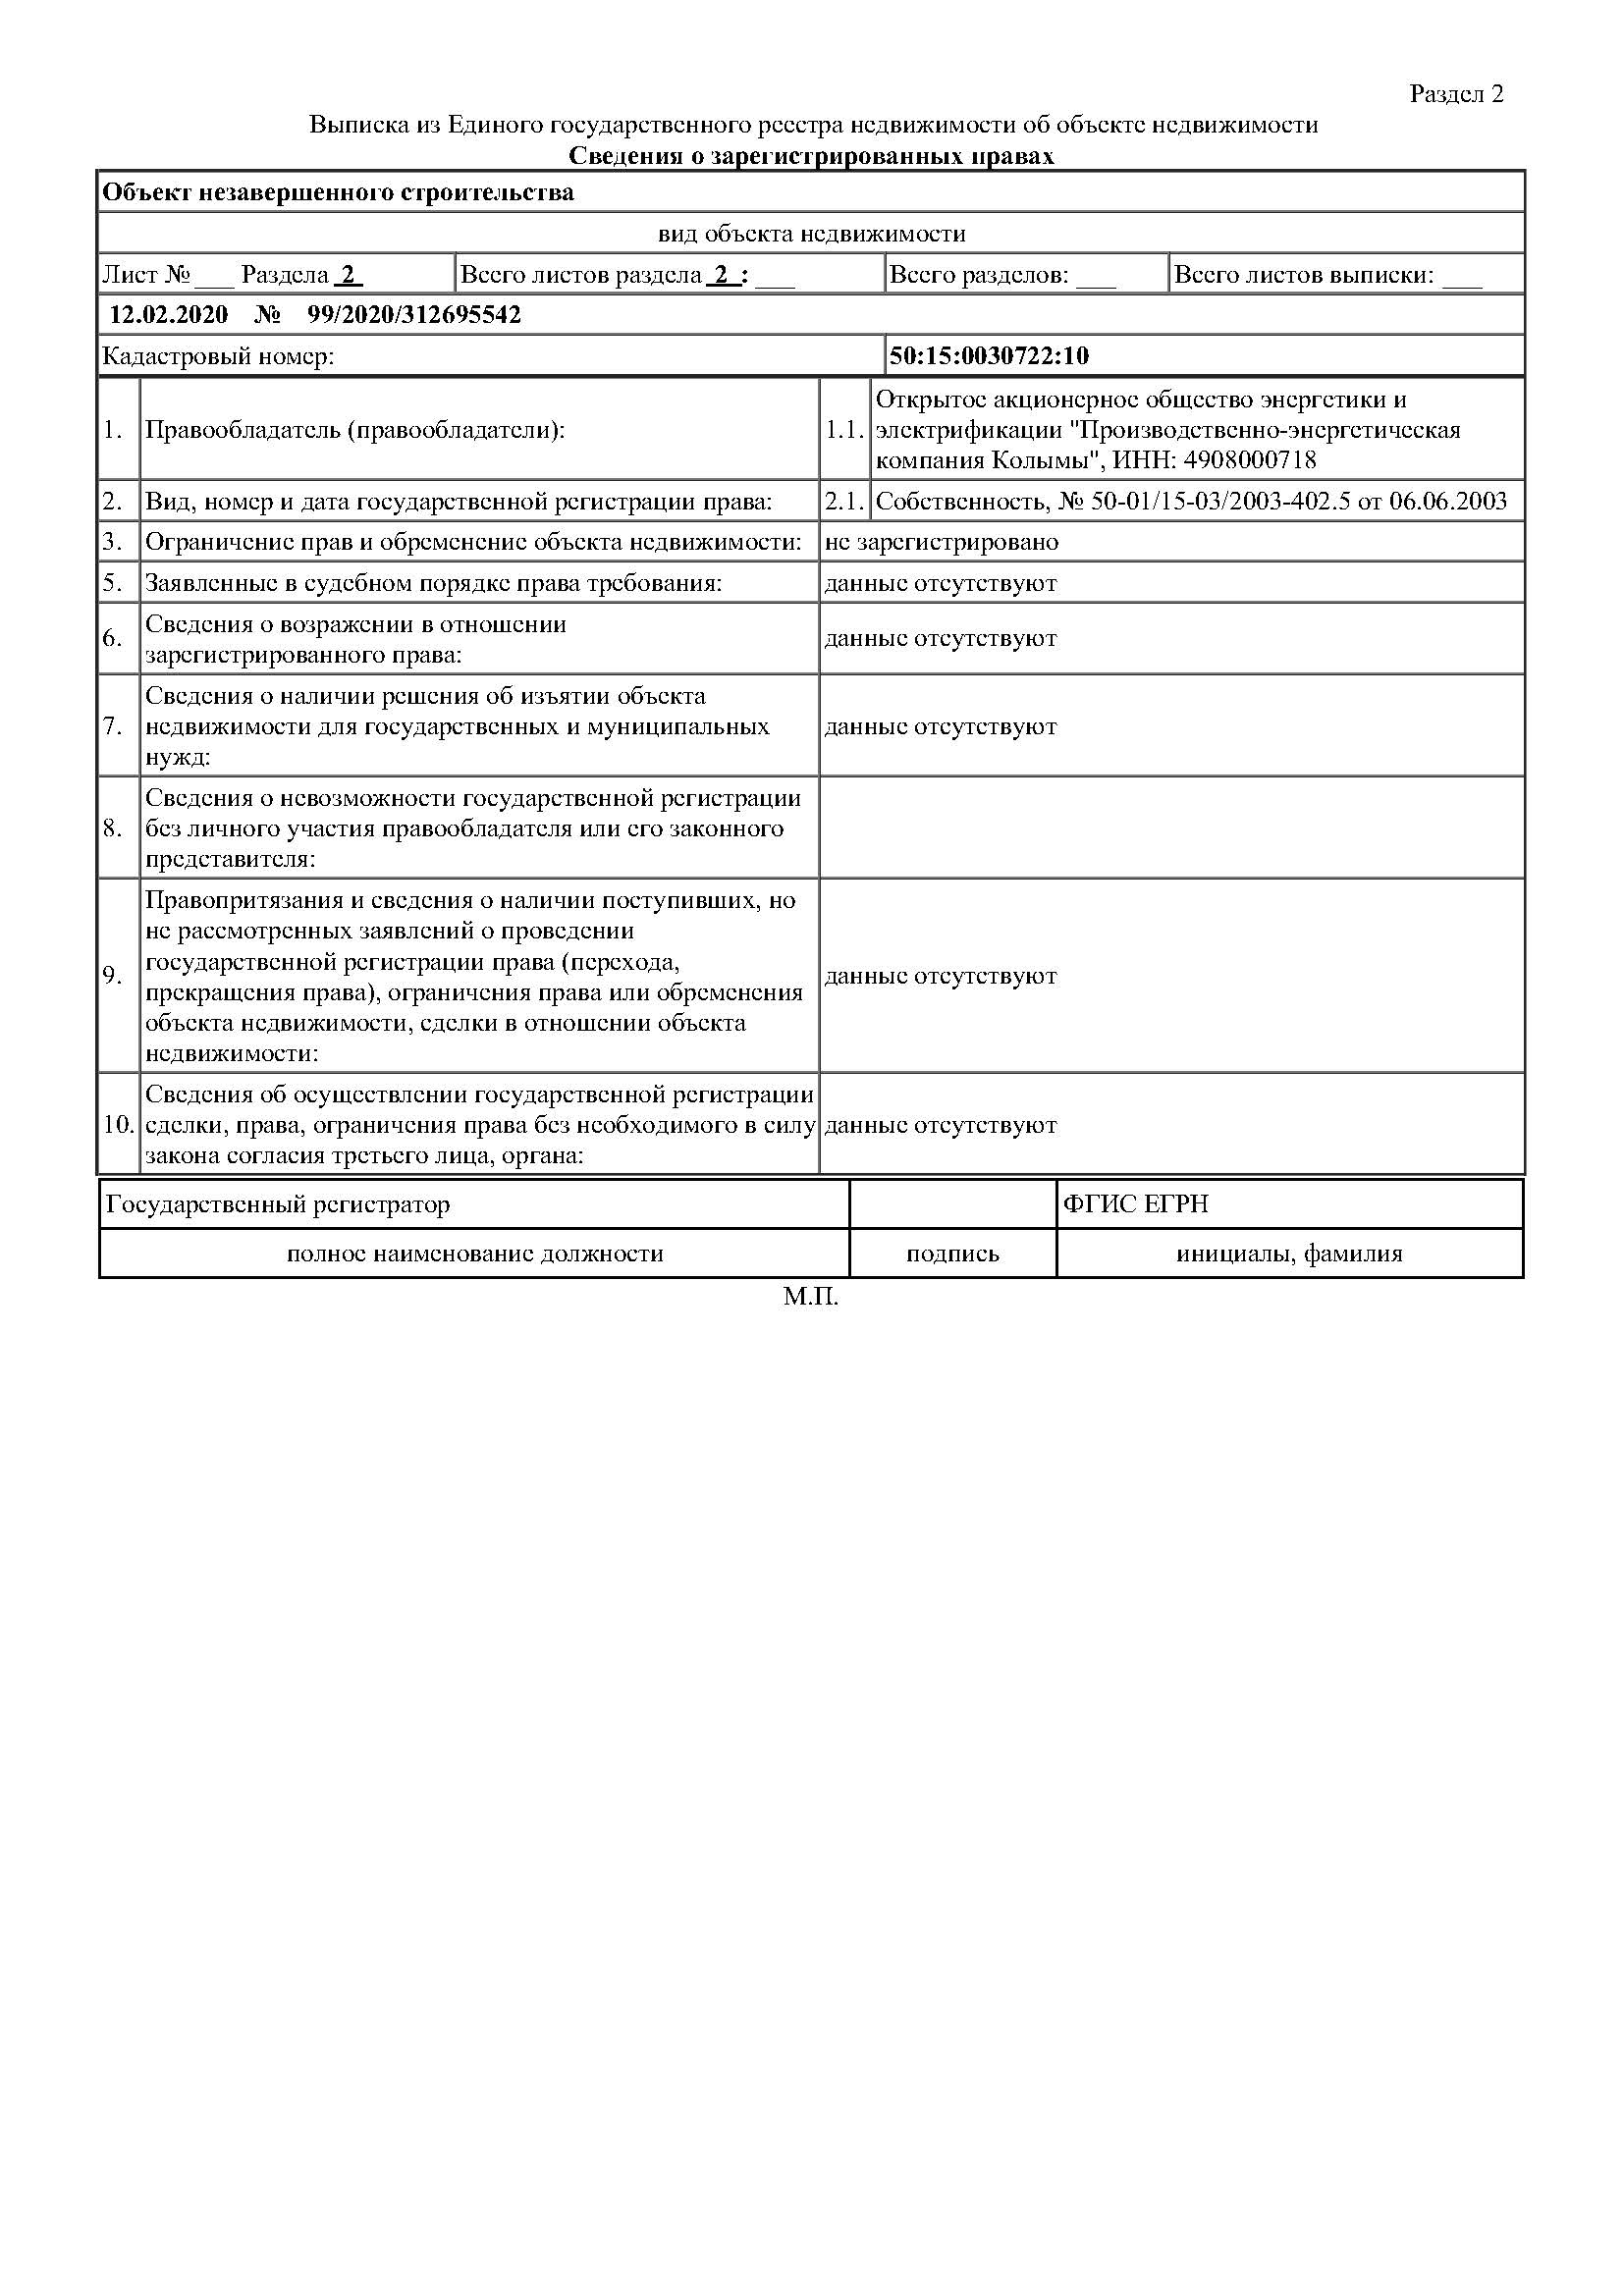 Раздел 2
Выписка из Единого государственного реестра недвижимости об объекте недвижимости
Сведения о зарегистрированных правах
Объект незавершенного строительства
вид объекта недвижимости
Лист № ___ Раздела 2 Всего листов раздела 2 : ___ Всего разделов: ___ Всего листов выписки: ___
12.02.2020 № 99/2020/312695542
Кадастровый номер: 50:15:0030722:10
1. Правообладатель (правообладатели): 1.1. Открытое акционерное общество энергетики и
электрификации "Производственно-энергетическая
компания Колымы", ИНН: 4908000718
2. Вид, номер и дата государственной регистрации права: 2.1. Собственность, № 50-01/15-03/2003-402.5 от 06.06.2003
3. Ограничение прав и обременение объекта недвижимости: не зарегистрировано
5. Заявленные в судебном порядке права требования: данные отсутствуют
6. Сведения о возражении в отношении
зарегистрированного права: данные отсутствуют
7. Сведения о наличии решения об изъятии объекта
недвижимости для государственных и муниципальных
нужд: данные отсутствуют
8. Сведения о невозможности государственной регистрации
без личного участия правообладателя или его законного
представителя:
9. Правопритязания и сведения о наличии поступивших, но
не рассмотренных заявлений о проведении
государственной регистрации права (перехода,
прекращения права), ограничения права или обременения
объекта недвижимости, сделки в отношении объекта
недвижимости: данные отсутствуют
10. Сведения об осуществлении государственной регистрации
сделки, права, ограничения права без необходимого в силу
закона согласия третьего лица, органа: данные отсутствуют
Государственный регистратор ФГИС ЕГРН
полное наименование должности подпись инициалы, фамилия
М.П.